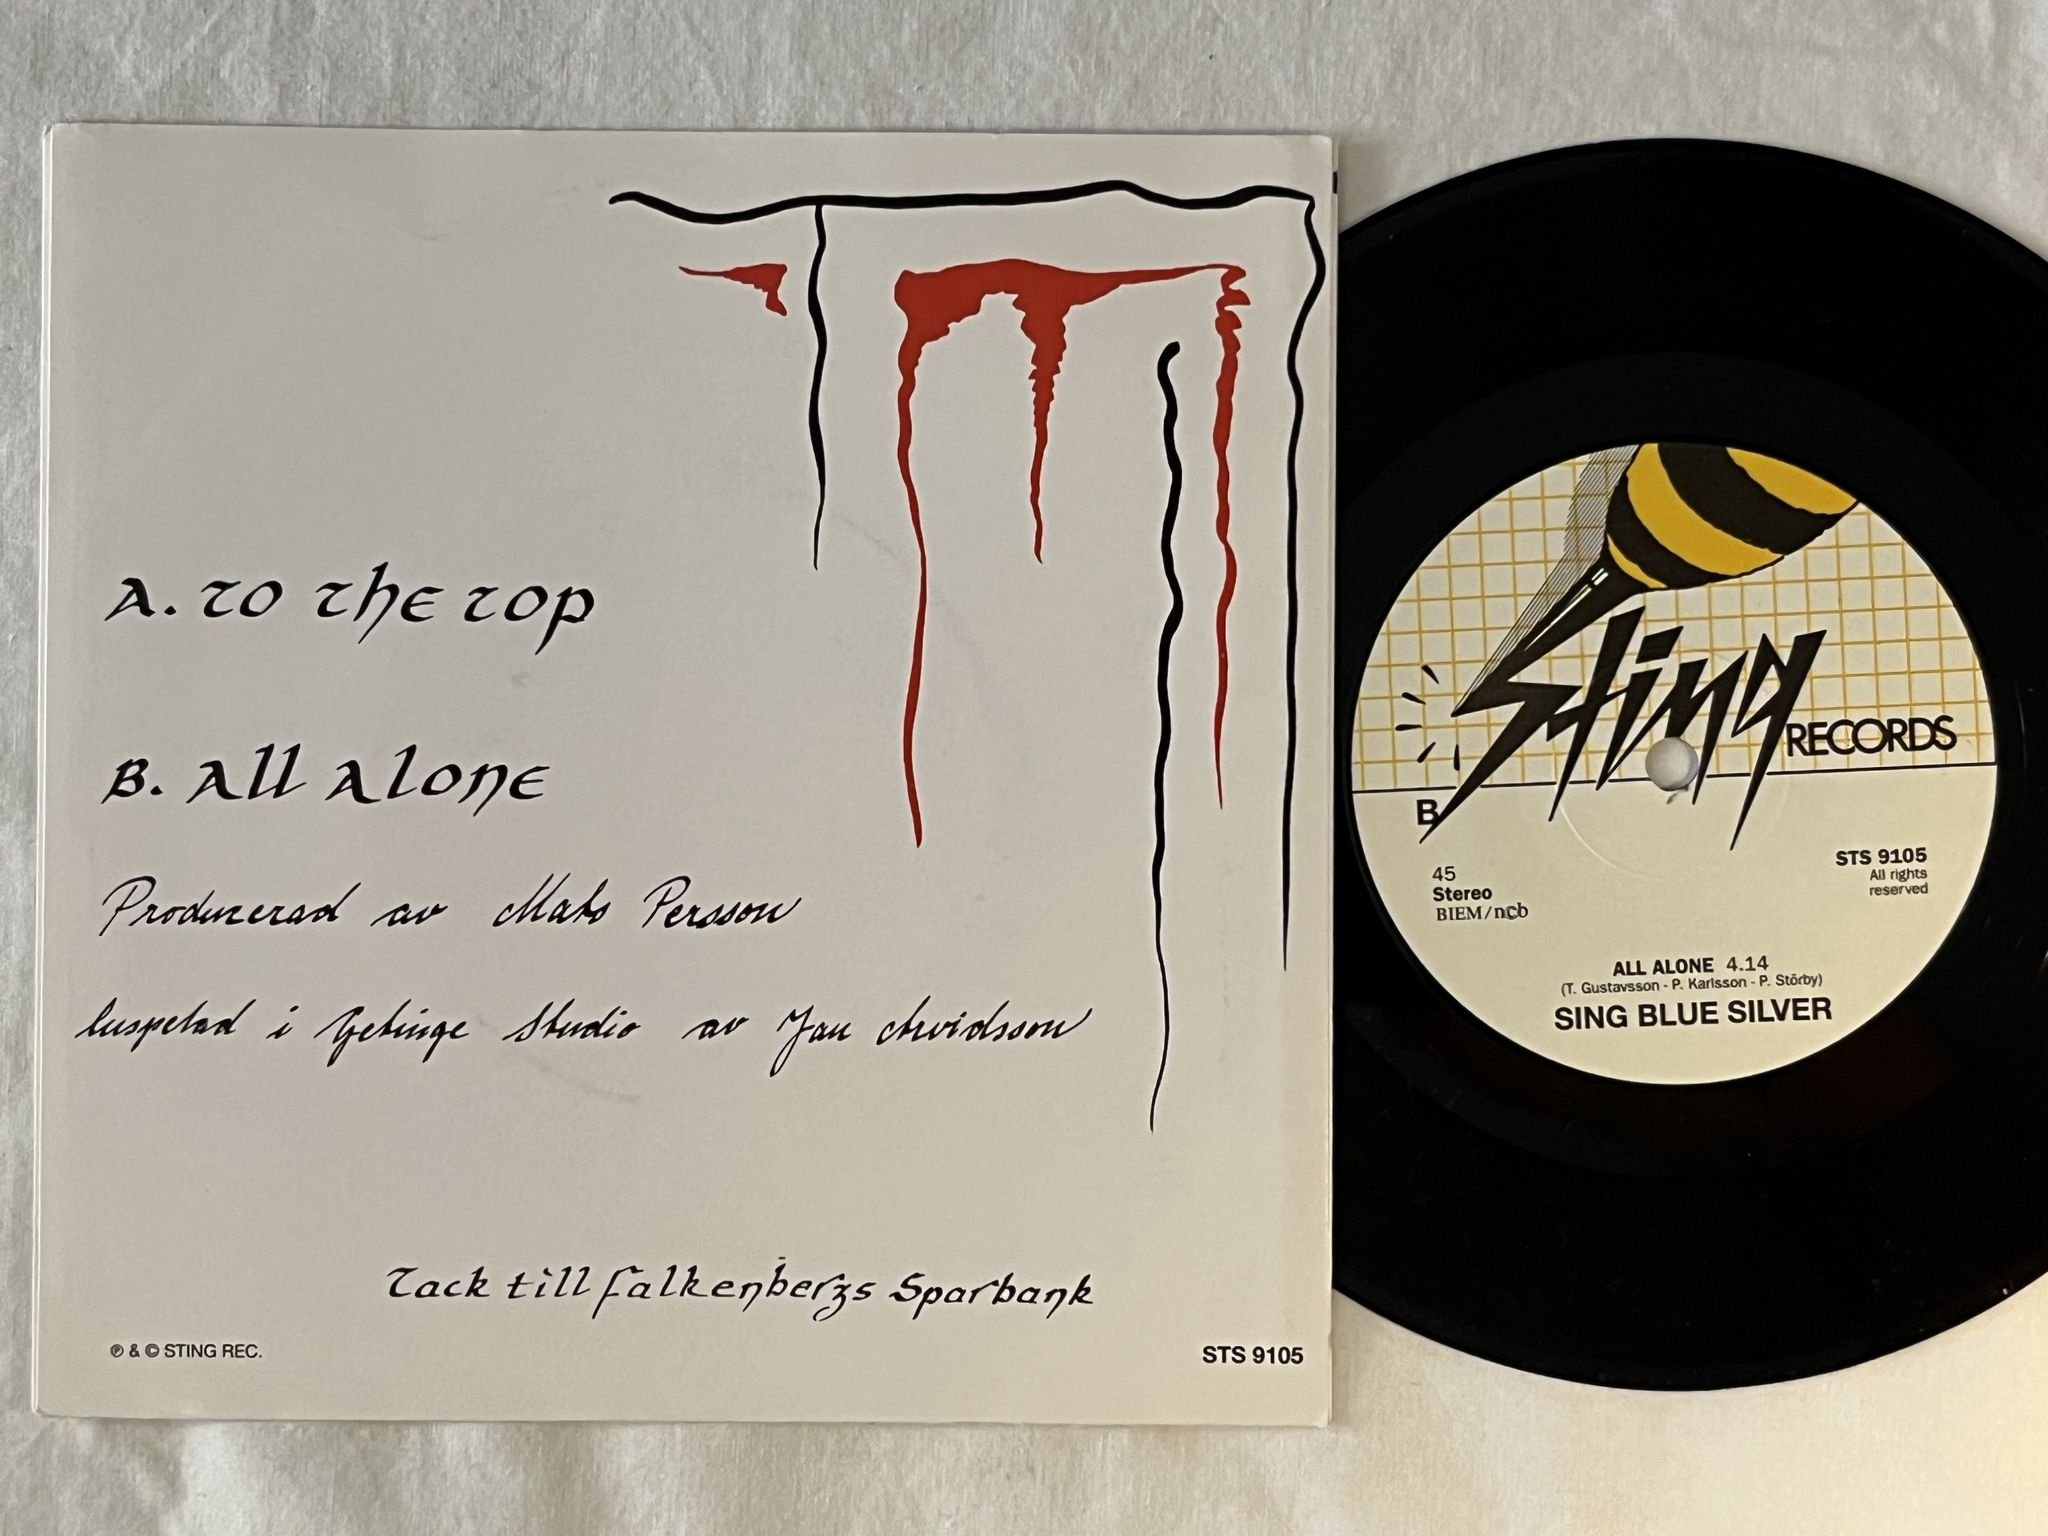 A. To the top
B. All alone
Producerad av Mats Persson
Inspelad i Getinge Studio av Jan Arvidsson
Tack till Falkenbergs Sparbank
℗ & © STING REC.
STS 9105
Sting RECORDS
B
45
Stereo
BIEM/ncb
STS 9105
All rights
reserved
ALL ALONE 4.14
(T. Gustavsson - P. Karlsson - P. Störby)
SING BLUE SILVER